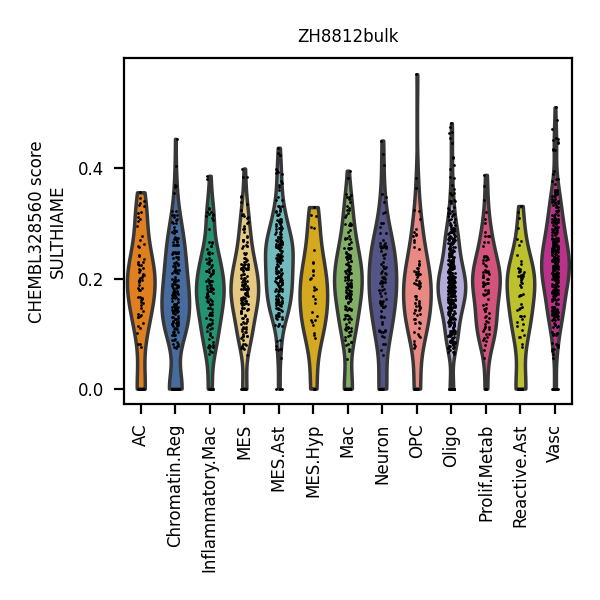 ZH8812bulk
CHEMBL328560 score
SULTHIAME
0.4
0.2
0.0
AC
Chromatin.Reg
Inflammatory.Mac
MES
MES.Ast
MES.Hyp
Mac
Neuron
OPC
Oligo
Prolif.Metab
Reactive.Ast
Vasc